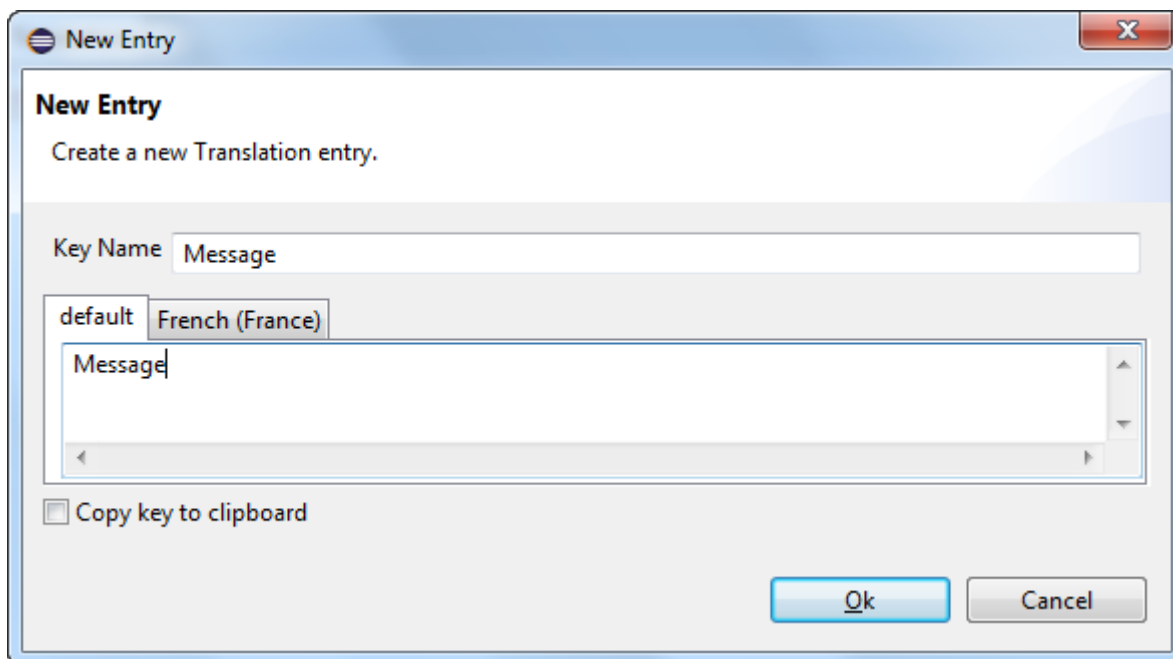 New Entry
New Entry
Create a new Translation entry.
Key Name Message
default French (France)
Message
Copy key to clipboard
Ok Cancel